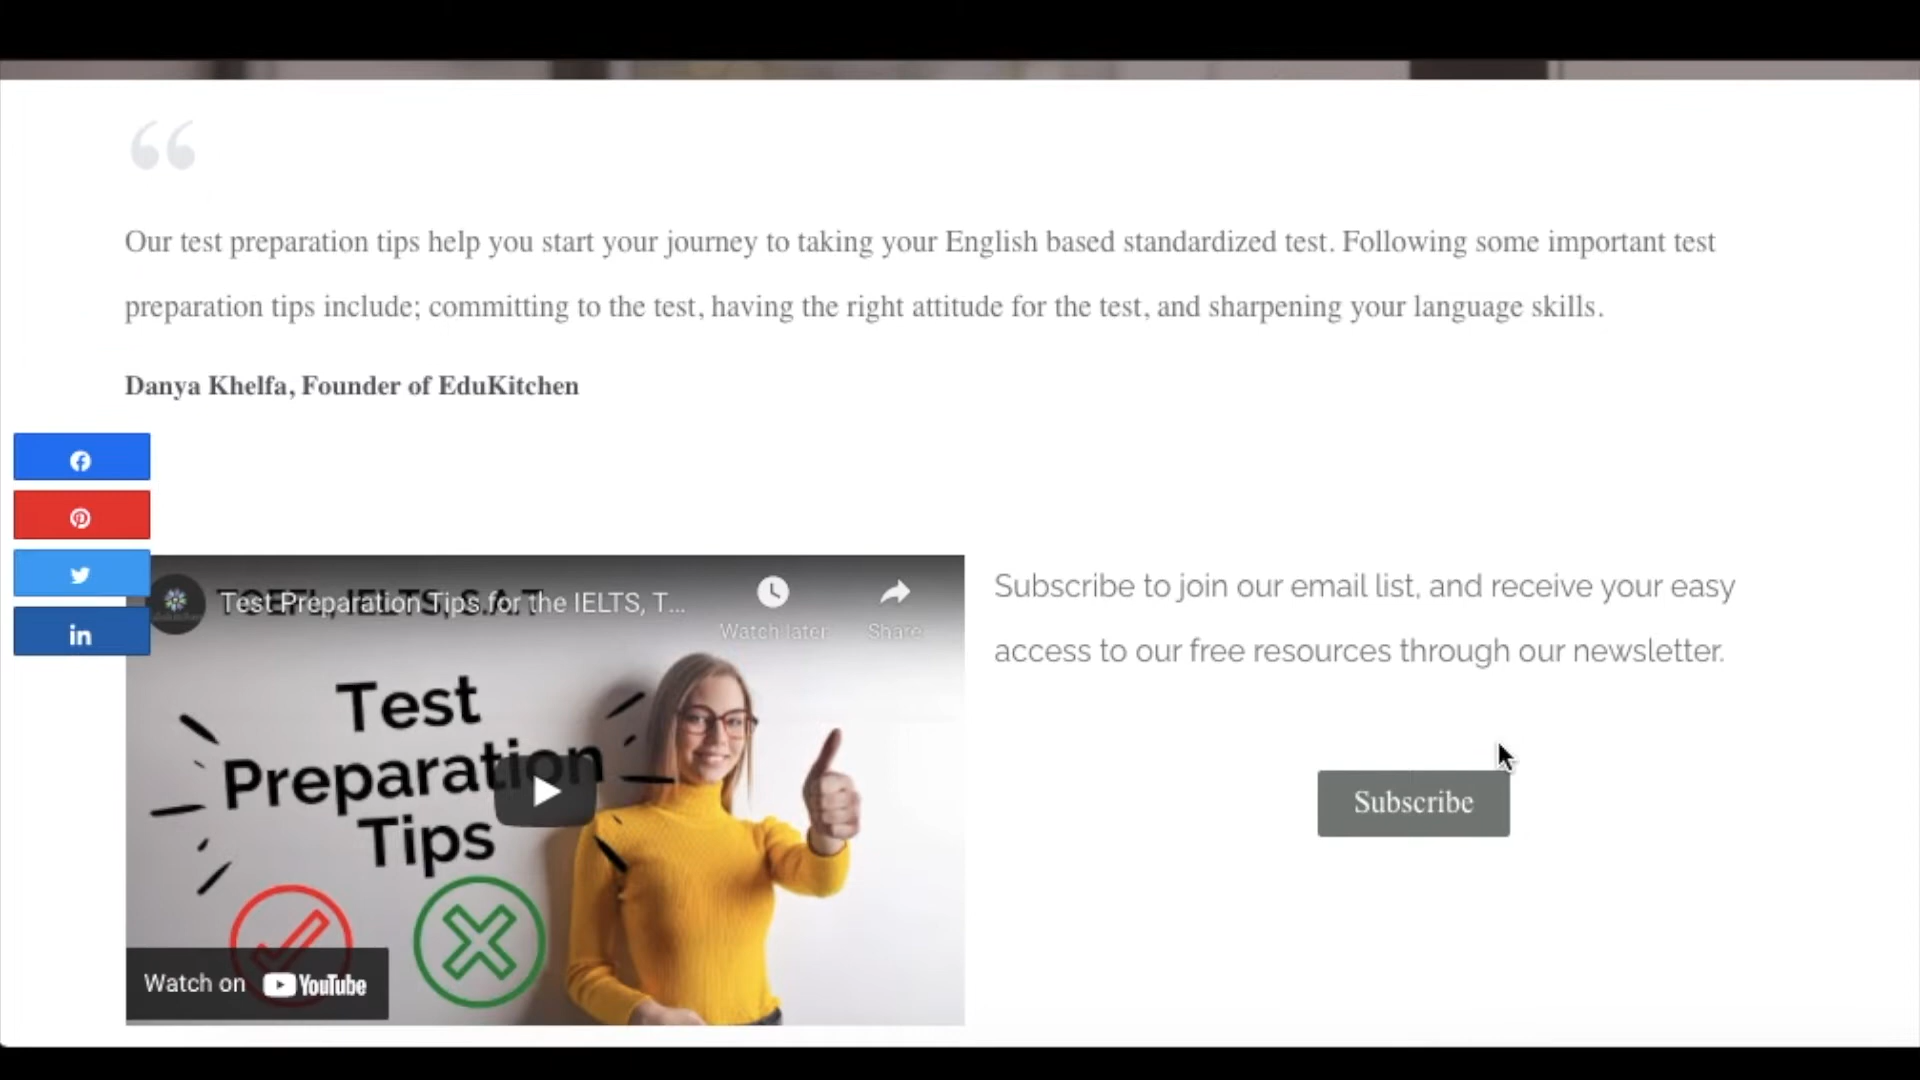 Our test preparation tips help you start your journey to taking your English based standardized test. Following some important test
preparation tips include; committing to the test, having the right attitude for the test, and sharpening your language skills.
Danya Khelfa, Founder of EduKitchen
in
TOEFL, IELTS, S.A.T
Test Preparation Tips for the IELTS, T...
Watch later
Share
Test
Preparation
Tips
Watch on YouTube
Subscribe to join our email list, and receive your easy
access to our free resources through our newsletter.
Subscribe